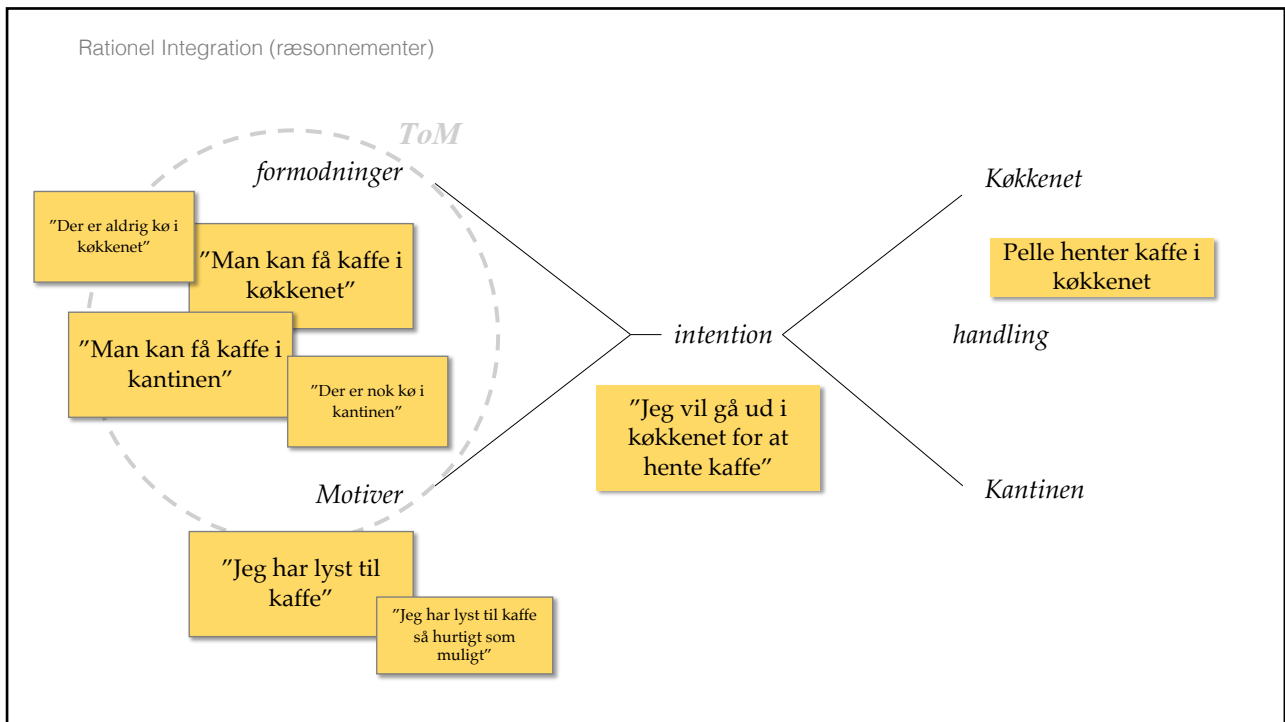 Rationel Integration (ræsonnementer)
ToM
formodninger
”Der er aldrig kø i
køkkenet”
”Man kan få kaffe i
køkkenet”
”Man kan få kaffe i
kantinen”
”Der er nok kø i
kantinen”
Motiver
”Jeg har lyst til
kaffe”
”Jeg har lyst til kaffe
så hurtigt som
muligt”
intention
”Jeg vil gå ud i
køkkenet for at
hente kaffe”
Køkkenet
Pelle henter kaffe i
køkkenet
handling
Kantinen